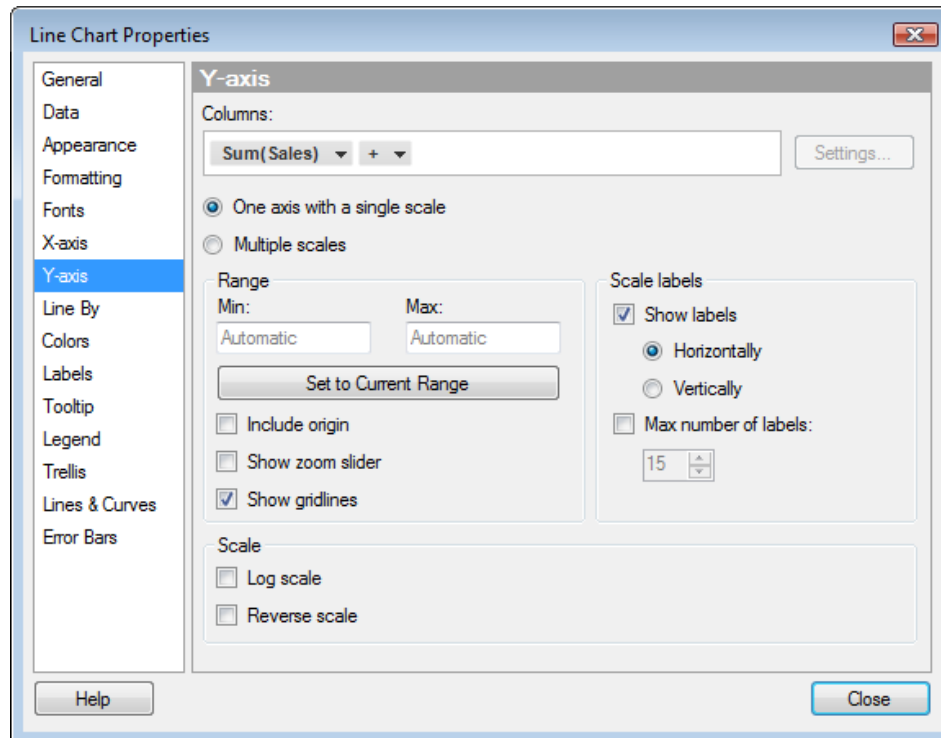 Line Chart Properties
General
Data
Appearance
Formatting
Fonts
X-axis
Y-axis
Line By
Colors
Labels
Tooltip
Legend
Trellis
Lines & Curves
Error Bars
Y-axis
Columns:
Sum(Sales) +
Settings...
One axis with a single scale
Multiple scales
Range
Min: Max:
Automatic Automatic
Set to Current Range
Include origin
Show zoom slider
Show gridlines
Scale labels
Show labels
Horizontally
Vertically
Max number of labels:
15
Scale
Log scale
Reverse scale
Help
Close